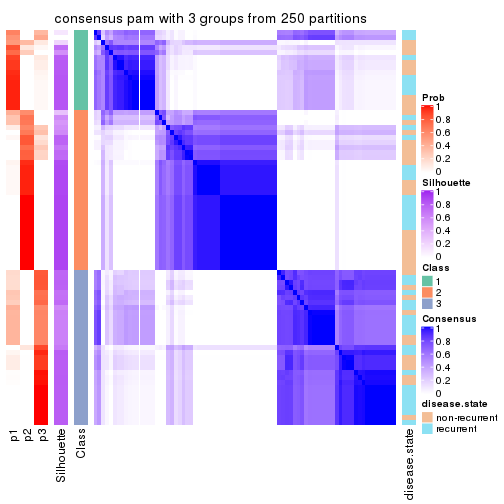 consensus pam with 3 groups from 250 partitions
Prob
1
0.8
0.6
0.4
0.2
0
Silhouette
1
0.8
0.6
0.4
0.2
0
Class
1
2
3
Consensus
1
0.8
0.6
0.4
0.2
0
disease.state
non-recurrent
recurrent
p1
p2
p3
Silhouette
Class
disease.state